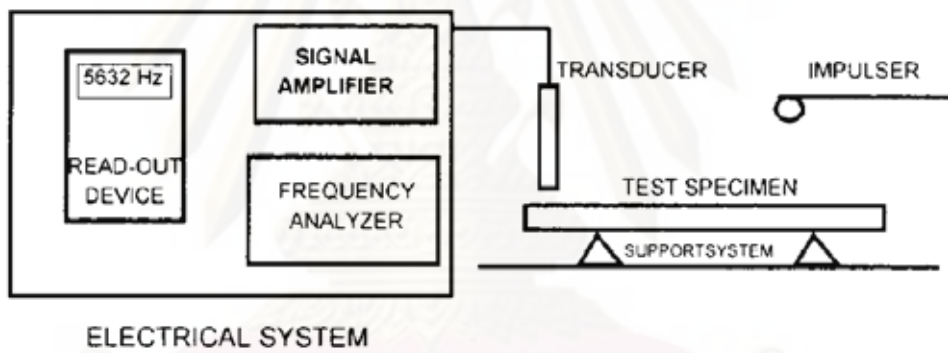 5632 Hz
READ-OUT
DEVICE
SIGNAL
AMPLIFIER
FREQUENCY
ANALYZER
TRANSDUCER
IMPULSER
TEST SPECIMEN
SUPPORTSYSTEM
ELECTRICAL SYSTEM